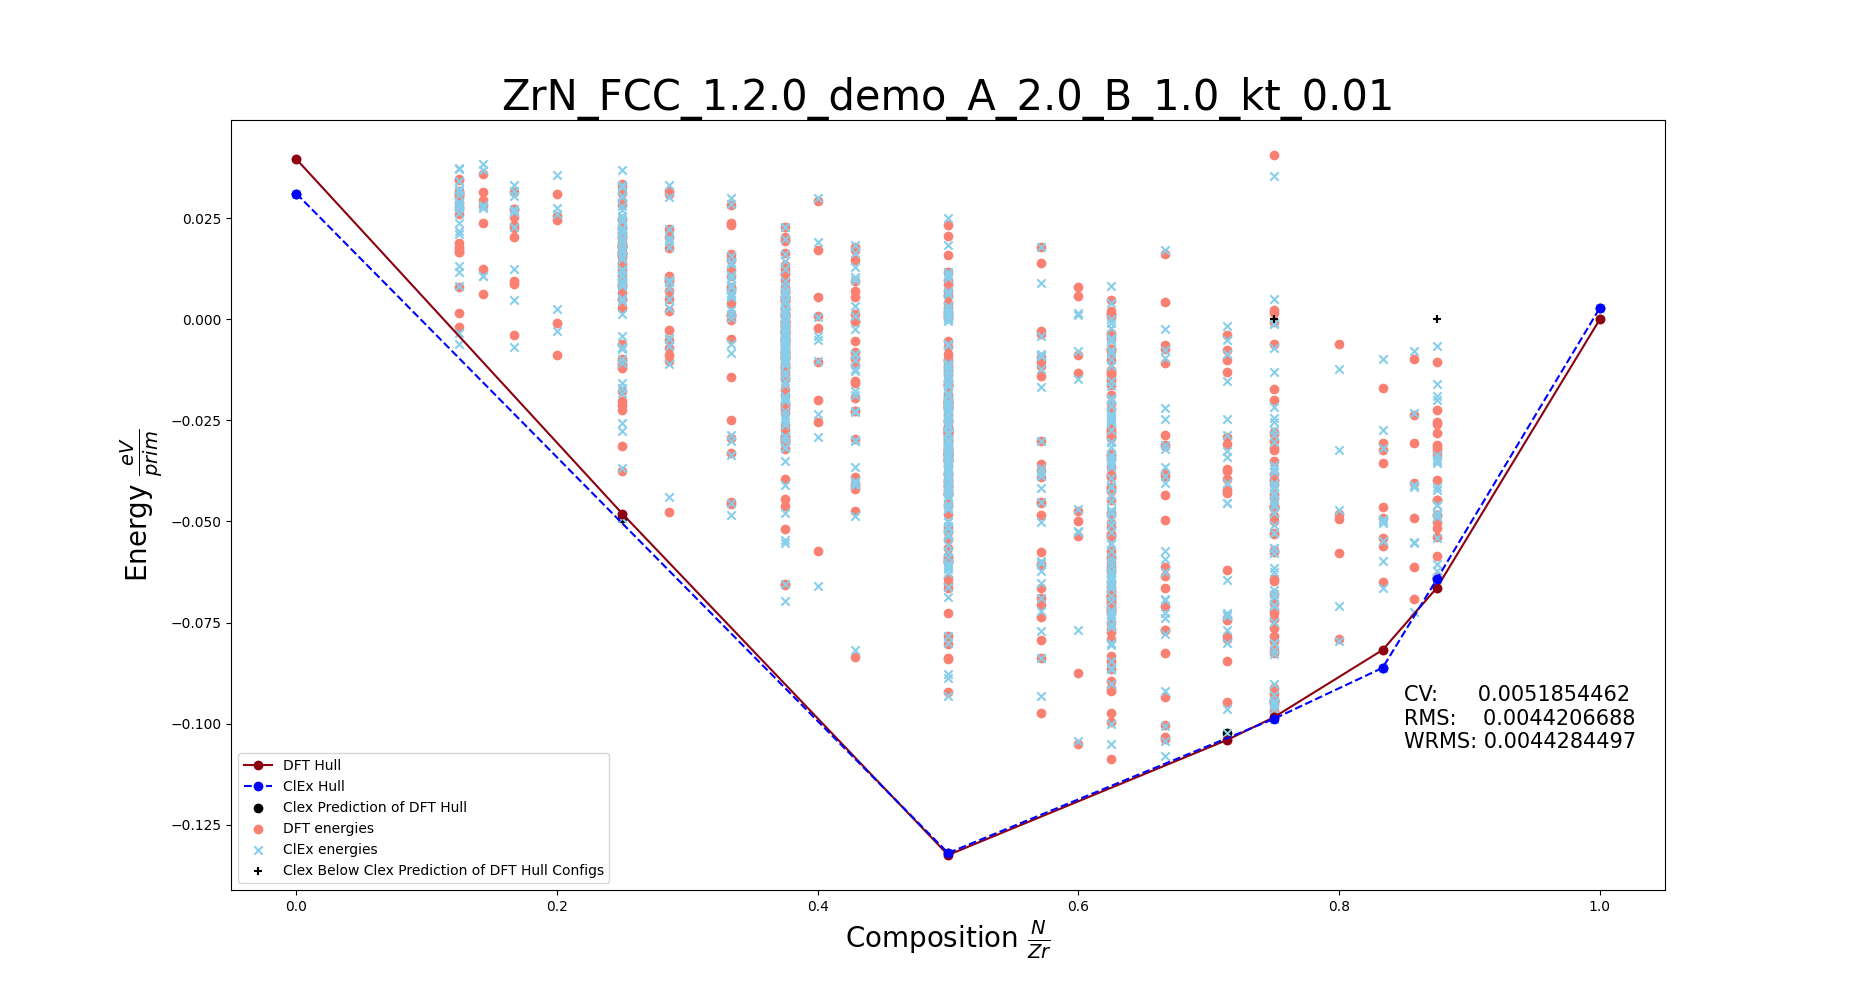 ZrN_FCC_1.2.0_demo_A_2.0_B_1.0_kt_0.01
Energy eV/prim
0.025
0.000
−0.025
−0.050
−0.075
−0.100
−0.125
CV: 0.0051854462
RMS: 0.0044206688
WRMS: 0.0044284497
DFT Hull
ClEx Hull
Clex Prediction of DFT Hull
DFT energies
ClEx energies
Clex Below Clex Prediction of DFT Hull Configs
0.0 0.2 0.4 0.6 0.8 1.0
Composition N/Zr